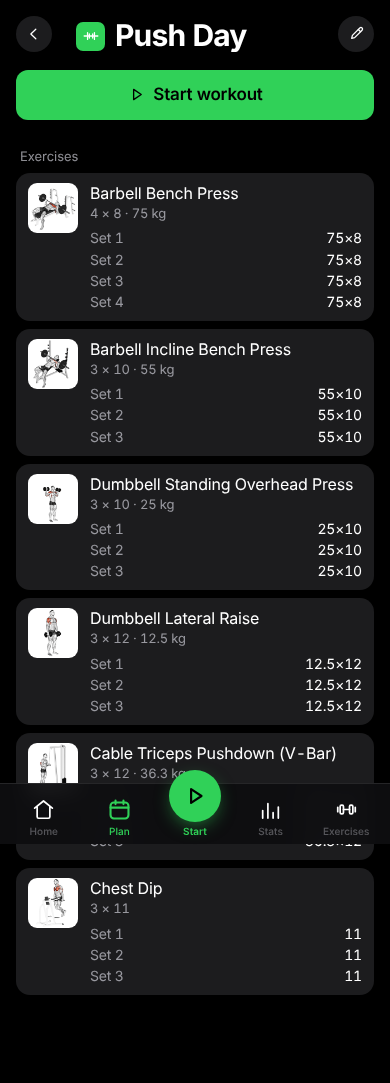 Push Day
Start workout
Exercises
Barbell Bench Press
4 × 8 · 75 kg
Set 1 75×8
Set 2 75×8
Set 3 75×8
Set 4 75×8
Barbell Incline Bench Press
3 × 10 · 55 kg
Set 1 55×10
Set 2 55×10
Set 3 55×10
Dumbbell Standing Overhead Press
3 × 10 · 25 kg
Set 1 25×10
Set 2 25×10
Set 3 25×10
Dumbbell Lateral Raise
3 × 12 · 12.5 kg
Set 1 12.5×12
Set 2 12.5×12
Set 3 12.5×12
Cable Triceps Pushdown (V-Bar)
3 × 12 · 36.3 kg
Home Plan Start Stats Exercises
Chest Dip
3 × 11
Set 1 11
Set 2 11
Set 3 11